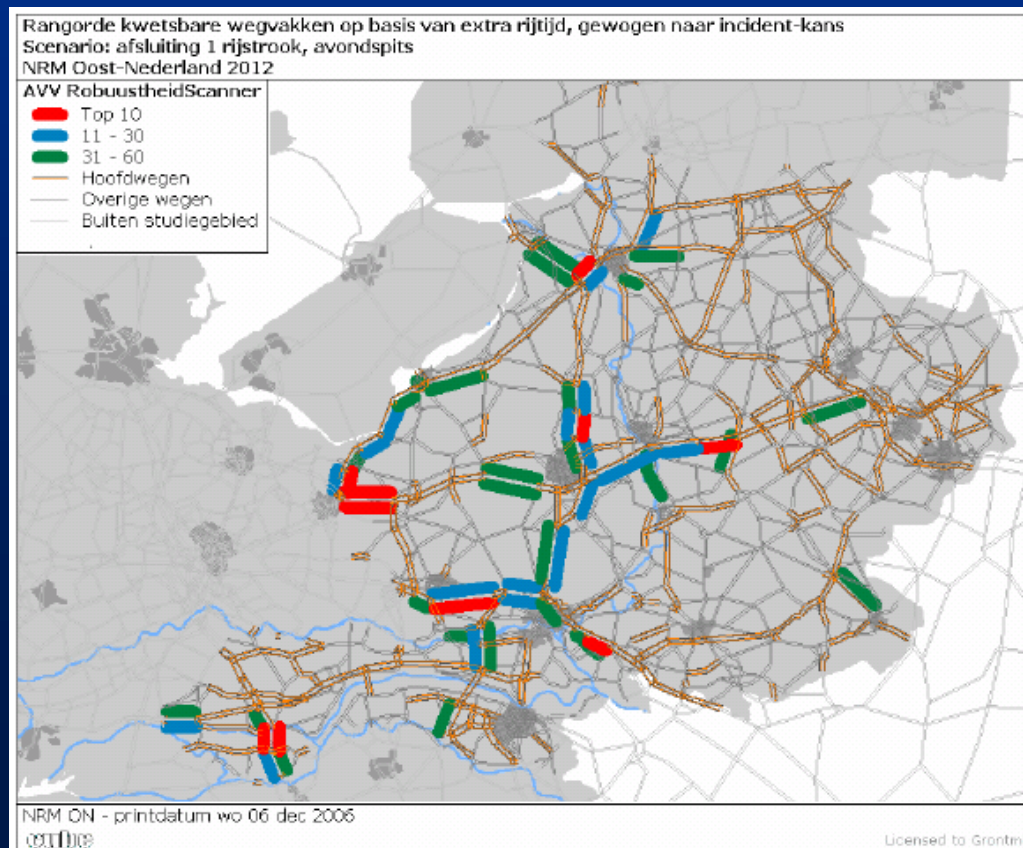 Rangorde kwetsbare wegvakken op basis van extra rijtijd, gewogen naar incident-kans
Scenario: afsluiting 1 rijstrook, avondspits
NRM Oost-Nederland 2012
AVV RobuustheidScanner
Top 10
11 - 30
31 - 60
Hoofdwegen
Overige wegen
Buiten studiegebied
NRM ON - printdatum wo 06 dec 2006
Licensed to Grontm